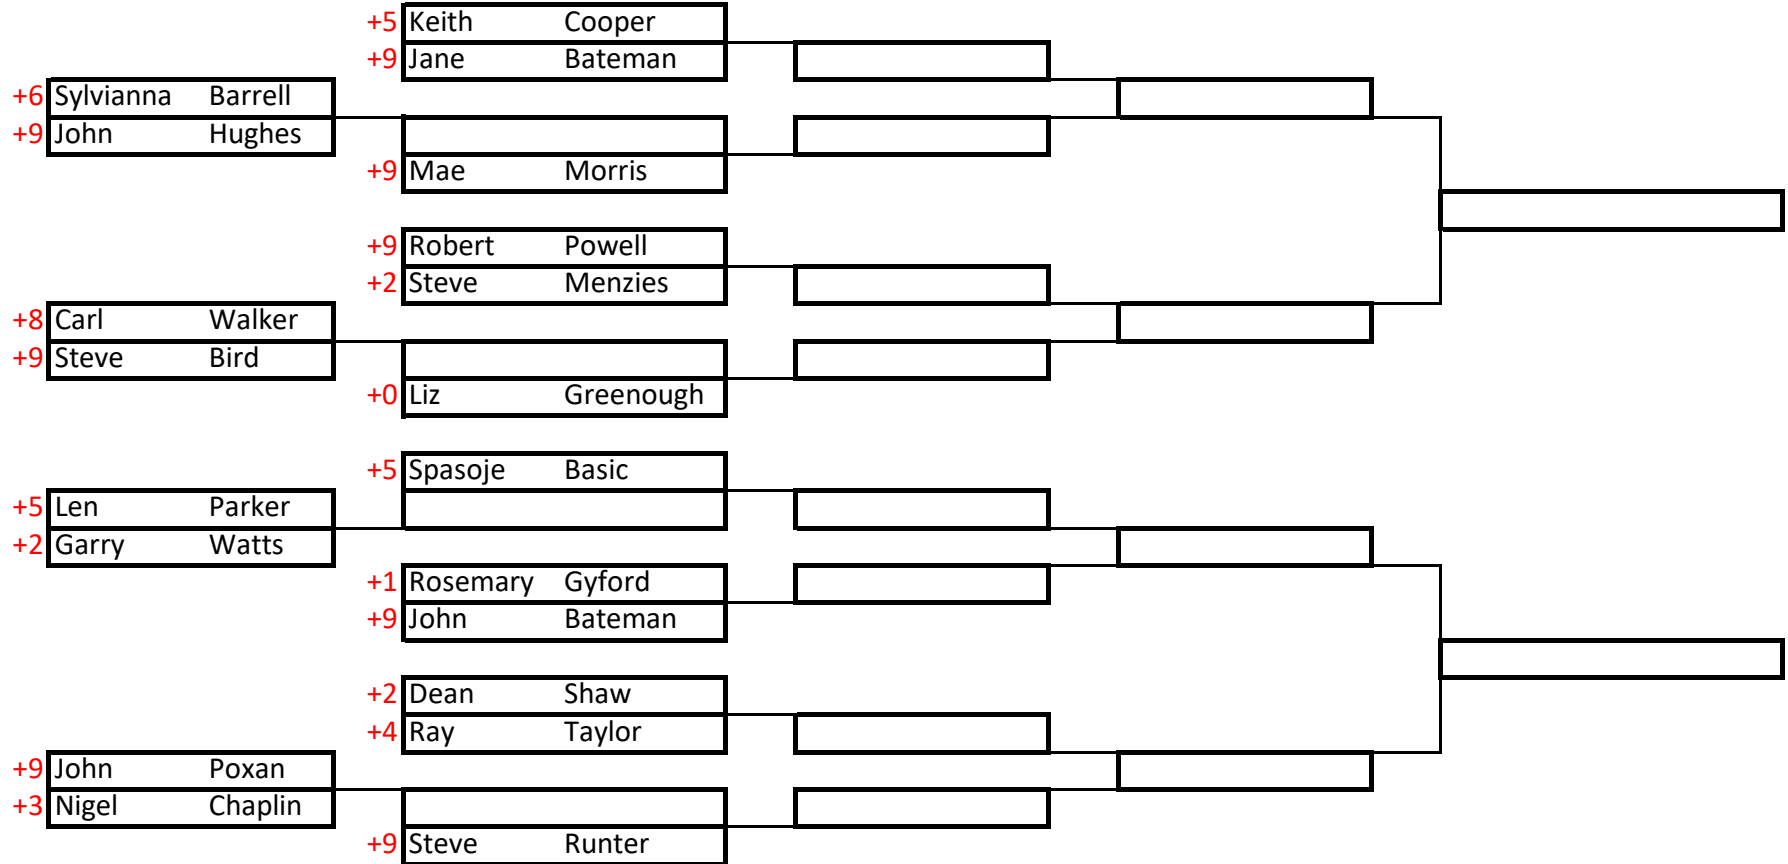 +5 Keith Cooper
+9 Jane Bateman
+6 Sylvianna Barrell
+9 John Hughes
+9 Mae Morris
+9 Robert Powell
+2 Steve Menzies
+8 Carl Walker
+9 Steve Bird
+0 Liz Greenough
+5 Spasoje Basic
+5 Len Parker
+2 Garry Watts
+1 Rosemary Gyford
+9 John Bateman
+2 Dean Shaw
+4 Ray Taylor
+9 John Poxan
+3 Nigel Chaplin
+9 Steve Runter